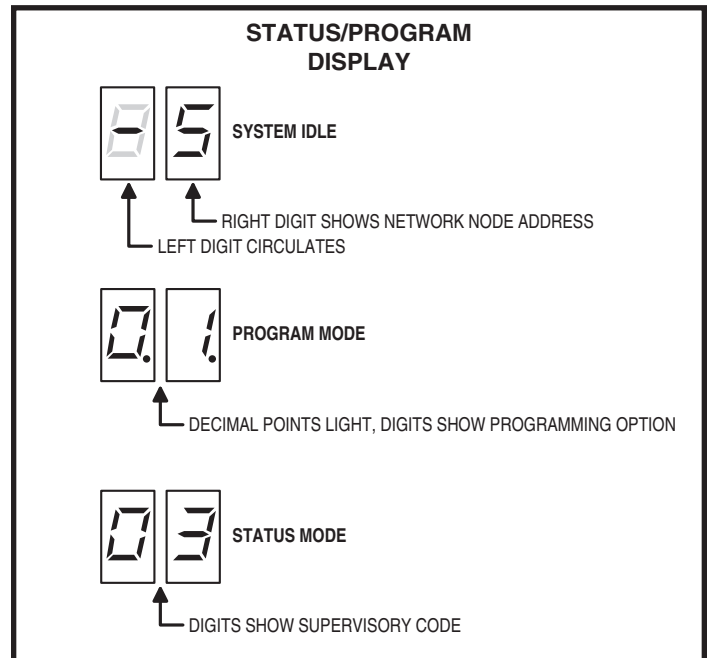 STATUS/PROGRAM
DISPLAY
- 5 SYSTEM IDLE
RIGHT DIGIT SHOWS NETWORK NODE ADDRESS
LEFT DIGIT CIRCULATES
0. 1. PROGRAM MODE
DECIMAL POINTS LIGHT, DIGITS SHOW PROGRAMMING OPTION
0 3 STATUS MODE
DIGITS SHOW SUPERVISORY CODE